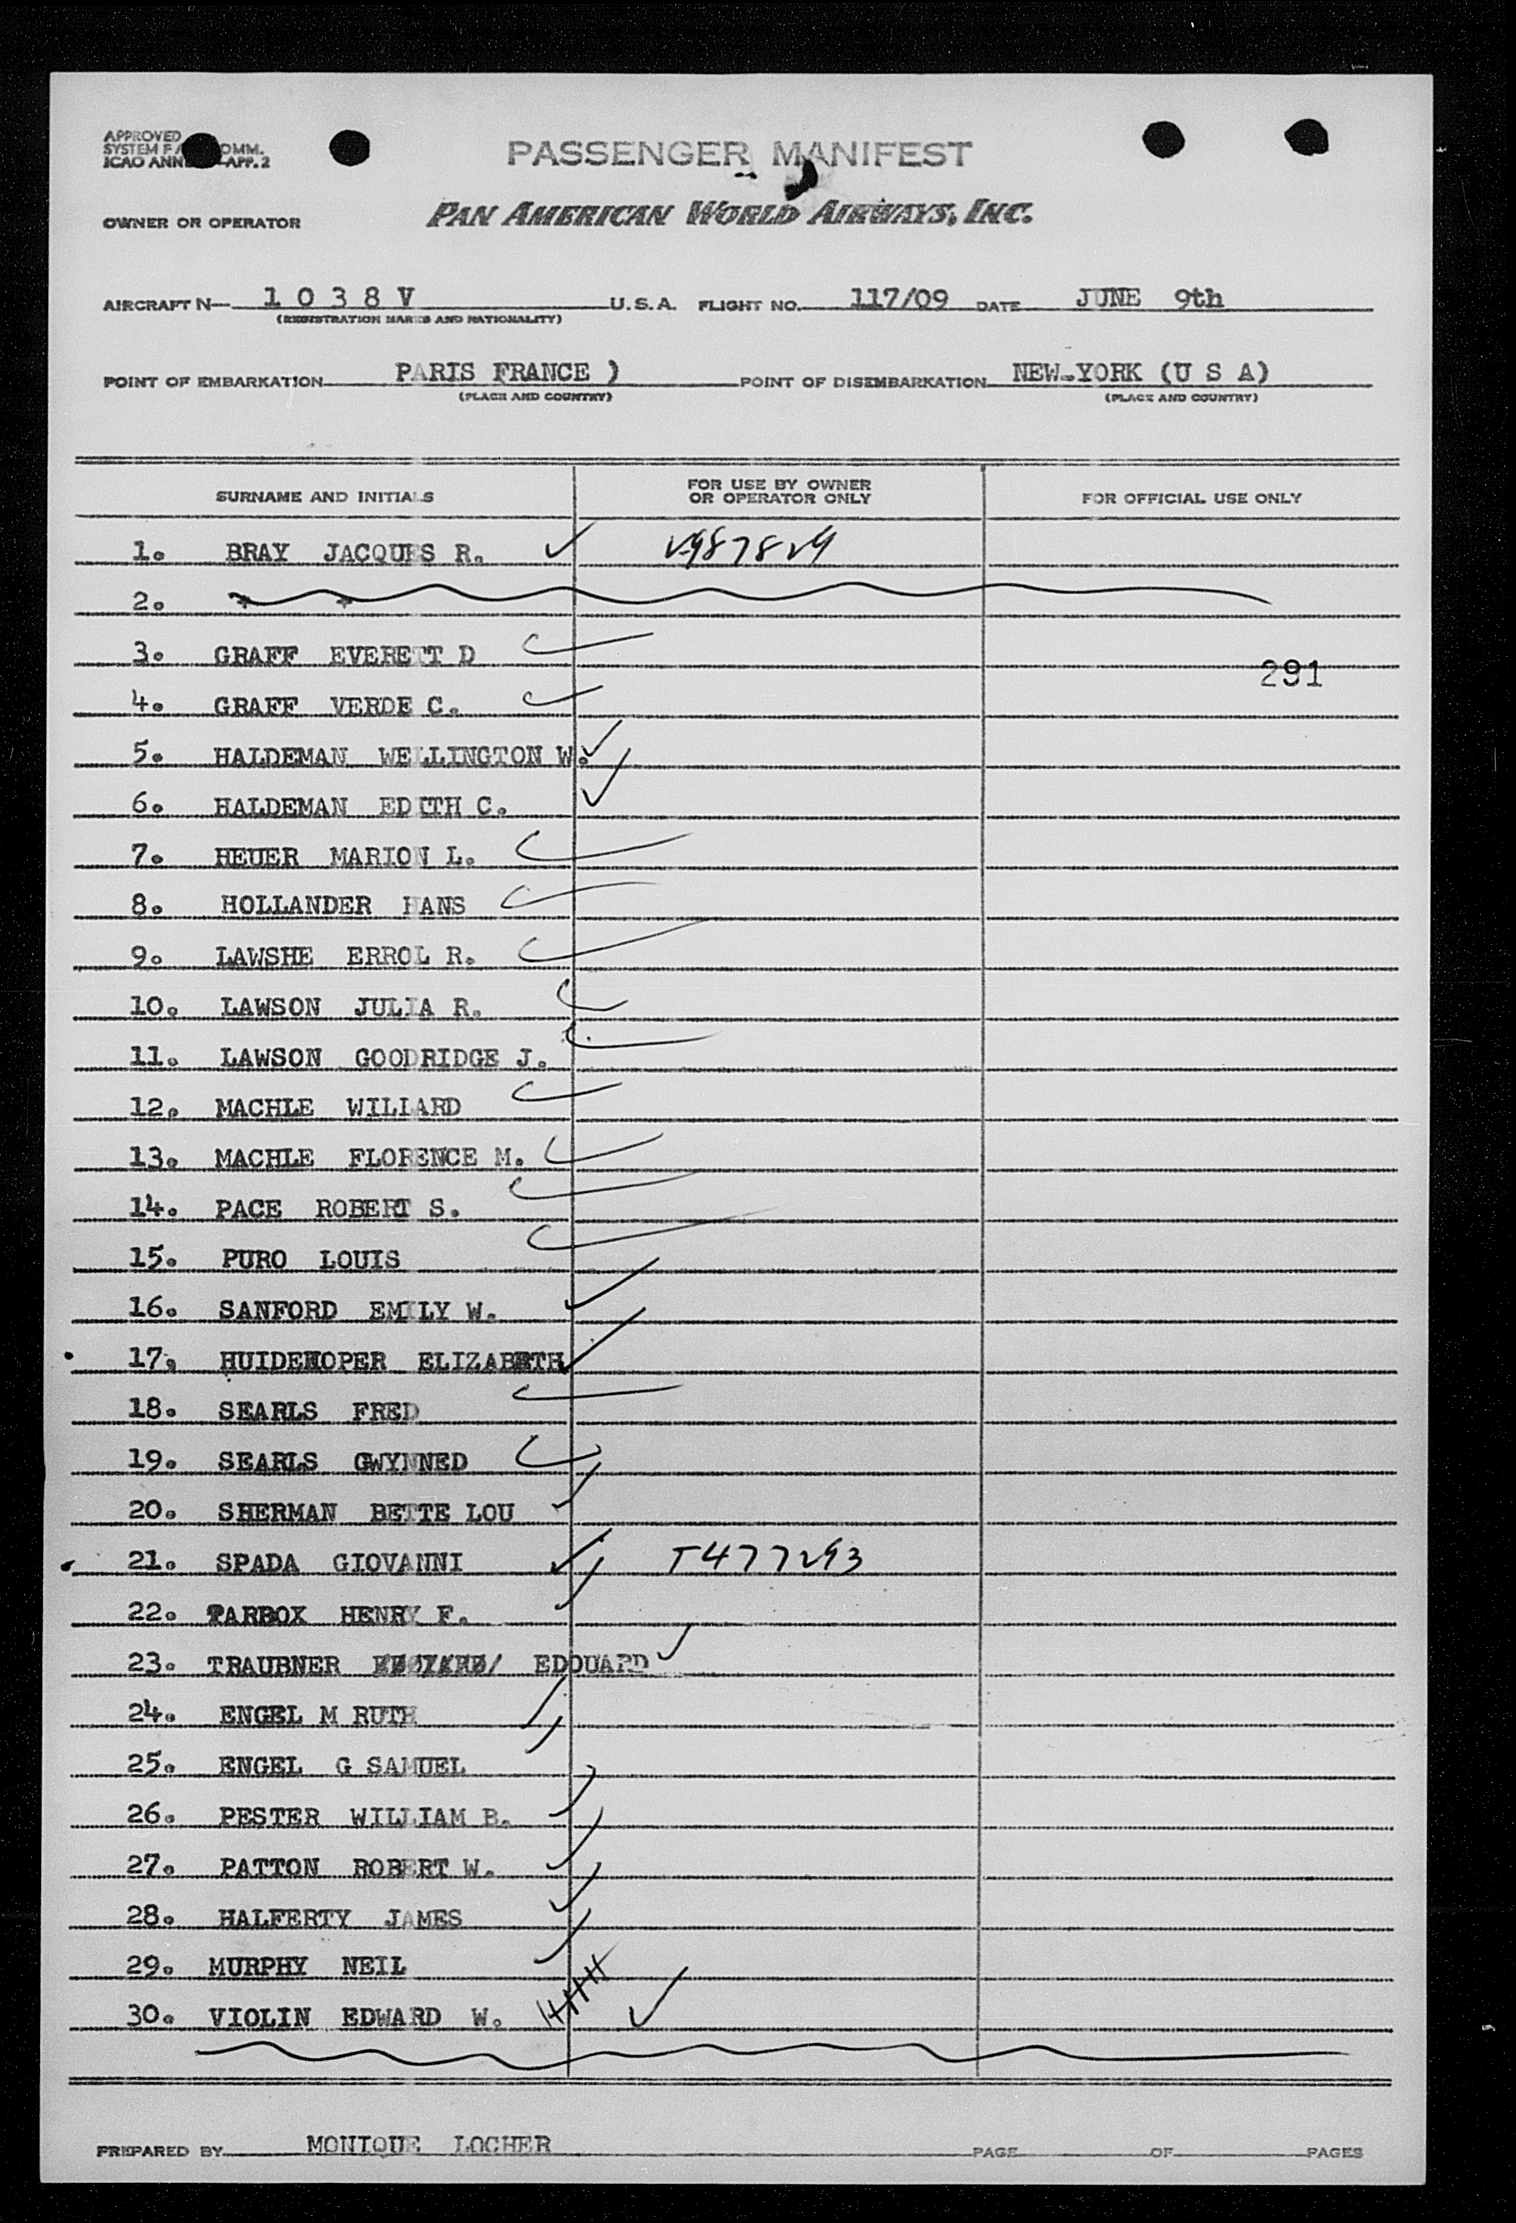 APPROVED
SYSTEM OMM.
ICAO APP. 2
PASSENGER MANIFEST
OWNER OR OPERATOR PAN AMERICAN WORLD AIRWAYS, INC.
AIRCRAFT N— 1 0 3 8 V U.S.A. FLIGHT NO. 117/09 DATE JUNE 9th
(REGISTRATION MARKS AND NATIONALITY)
POINT OF EMBARKATION PARIS FRANCE ) POINT OF DISEMBARKATION NEW-YORK (U S A)
(PLACE AND COUNTRY) (PLACE AND COUNTRY)
SURNAME AND INITIALS FOR USE BY OWNER OR OPERATOR ONLY FOR OFFICIAL USE ONLY
1. BRAY JACQUES R.
2.
3. GRAFF EVERETT D
291
4. GRAFF VERDE C.
5. HALDEMAN WELLINGTON W.
6. HALDEMAN EDITH C.
7. HEUER MARION L.
8. HOLLANDER HANS
9. LAWSHE ERROL R.
10. LAWSON JULIA R.
11. LAWSON GOODRIDGE J.
12. MACHLE WILLARD
13. MACHLE FLORENCE M.
14. PACE ROBERT S.
15. PURO LOUIS
16. SANFORD EMILY W.
17. HUIDEKOPER ELIZABETH
18. SEARLS FRED
19. SEARLS GWYNNED
20. SHERMAN BETTE LOU
21. SPADA GIOVANNI T477293
22. TARBOX HENRY F.
23. TRAUBNER EDOUARD
24. ENGEL M RUTH
25. ENGEL G SAMUEL
26. PESTER WILLIAM B.
27. PATTON ROBERT W.
28. HALFERTY JAMES
29. MURPHY NEIL
30. VIOLIN EDWARD W.
PREPARED BY MONIQUE LOCHER PAGE OF PAGES